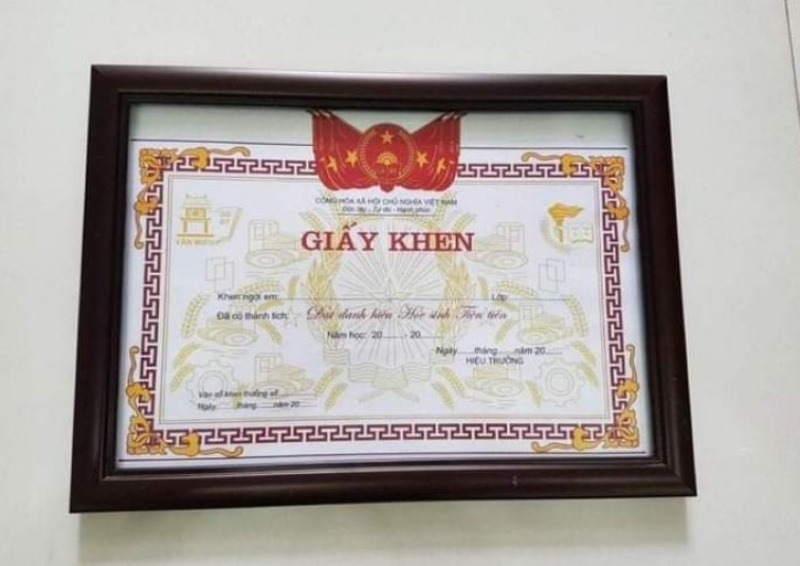 CỘNG HÒA XÃ HỘI CHỦ NGHĨA VIỆT NAM
Độc lập - Tự do - Hạnh phúc
GIẤY KHEN
Khen ngợi em: Lớp
Đã có thành tích: Đạt danh hiệu Học sinh Tiên tiến
Năm học: 20........- 20........
Ngày......tháng......năm 20......
HIỆU TRƯỞNG
Vào sổ khen thưởng số
Ngày......tháng......năm 20......